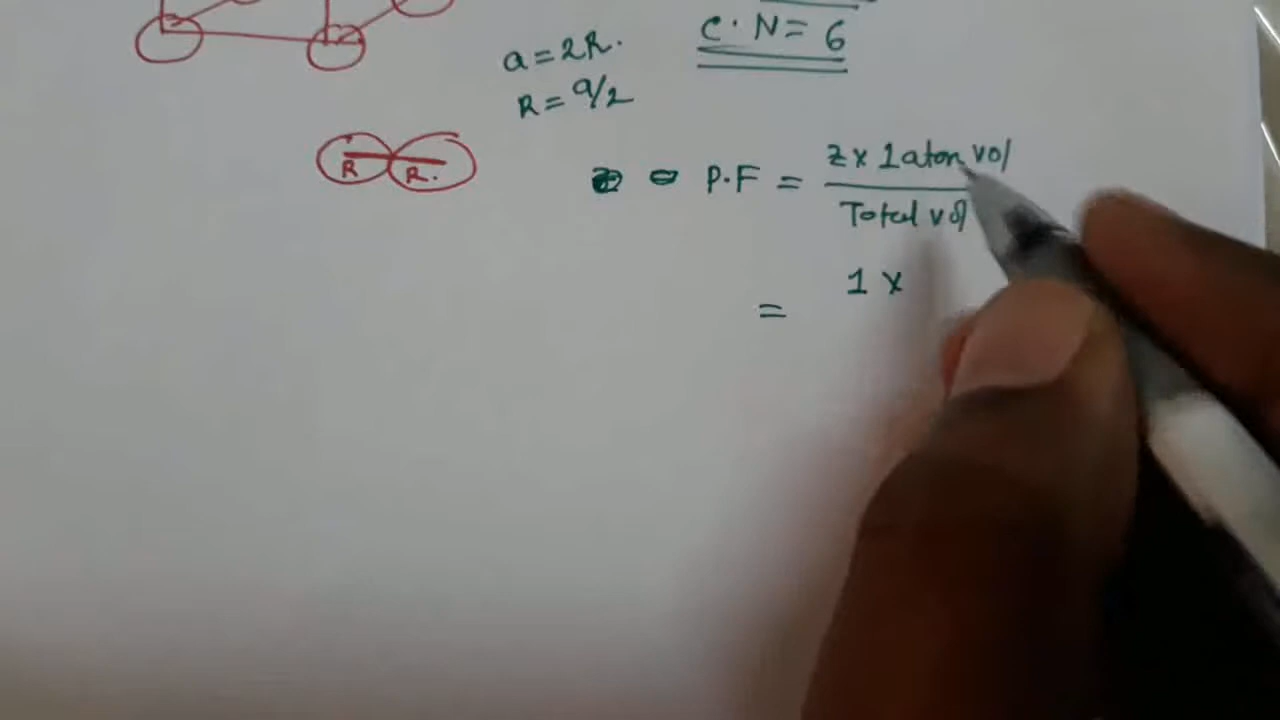 C·N = 6
a = 2R.
R = a/2
R R.
P.F = z x 1 atom vol
Total vol
= 1 x